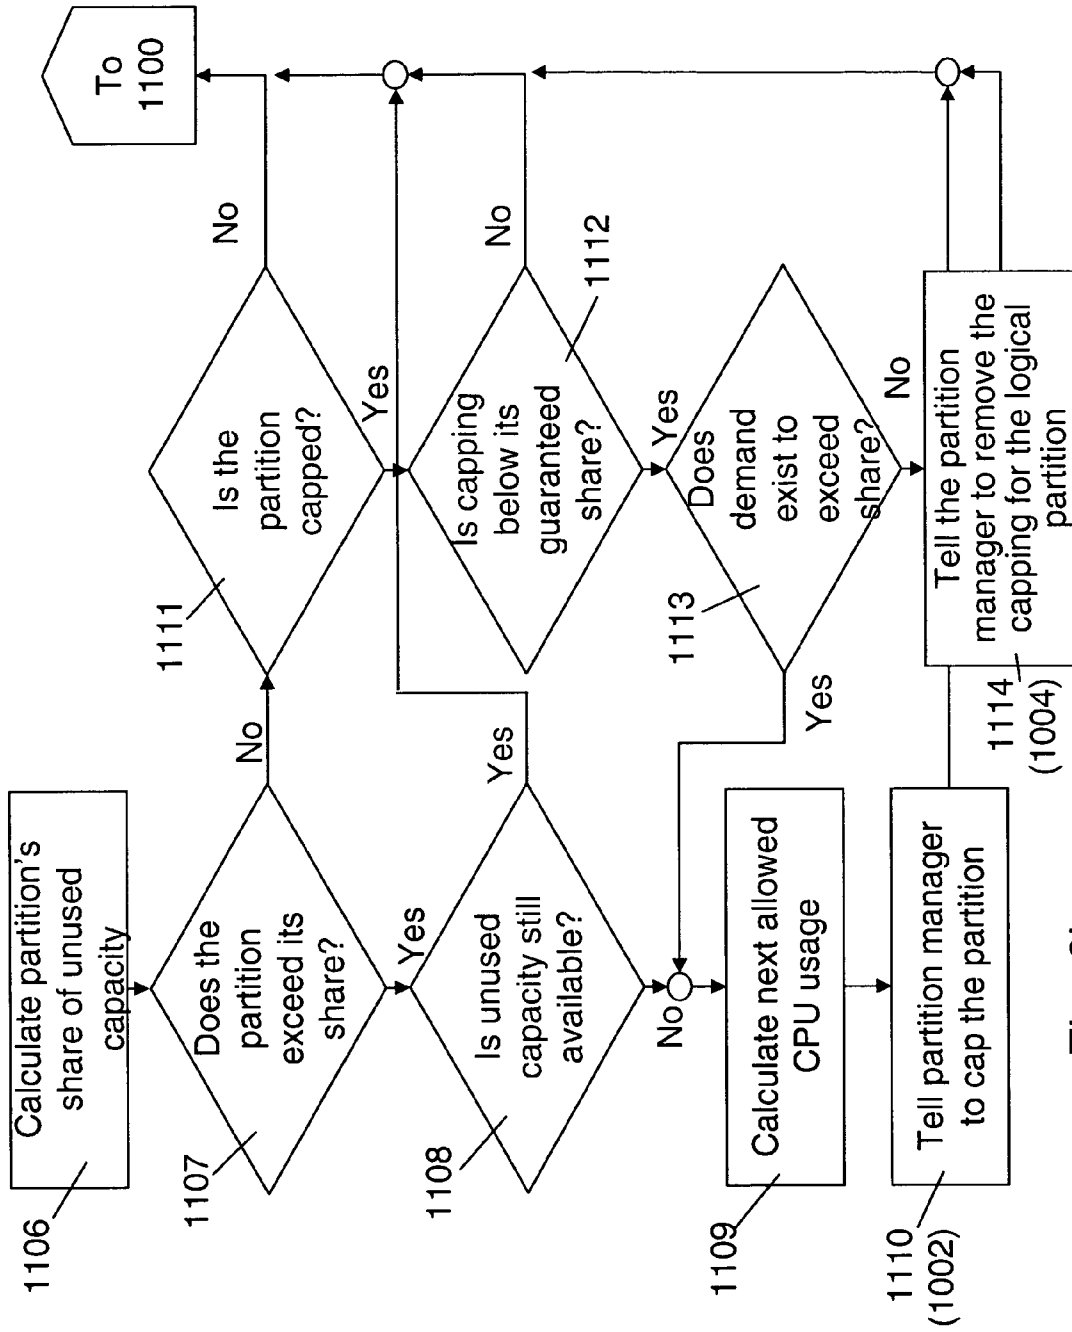 To
1100
Calculate partition's
share of unused
capacity
1106
Does the
partition
exceed its
share?
1107
No
Yes
Is unused
capacity still
available?
1108
Yes
No
Calculate next allowed
CPU usage
1109
Tell partition manager
to cap the partition
1110
(1002)
Is the
partition
capped?
1111
No
Yes
Is capping
below its
guaranteed
share?
1112
No
Yes
Does
demand
exist to
exceed
share?
1113
Yes
No
Tell the partition
manager to remove the
capping for the logical
partition
1114
(1004)